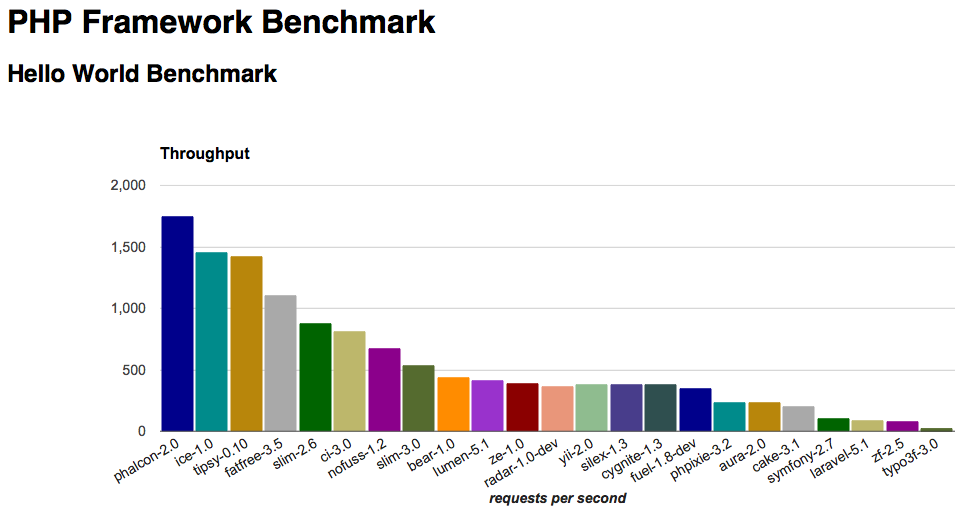 PHP Framework Benchmark
Hello World Benchmark
Throughput
2,000
1,500
1,000
500
0
phalcon-2.0
ice-1.0
tipsy-0.10
fatfree-3.5
slim-2.6
ci-3.0
nofuss-1.2
slim-3.0
bear-1.0
lumen-5.1
ze-1.0
radar-1.0-dev
yii-2.0
silex-1.3
cygnite-1.3
fuel-1.8-dev
phpixie-3.2
aura-2.0
cake-3.1
symfony-2.7
laravel-5.1
zf-2.5
typo3f-3.0
requests per second